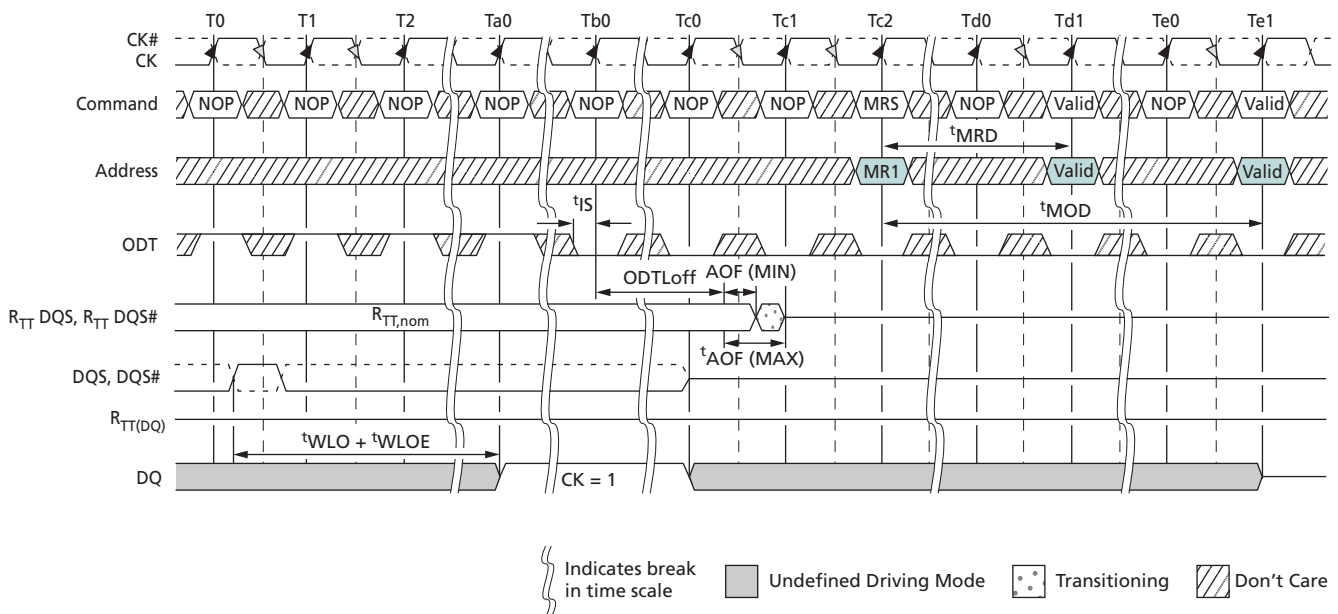 T0 T1 T2 Ta0 Tb0 Tc0 Tc1 Tc2 Td0 Td1 Te0 Te1
CK#
CK
Command NOP NOP NOP NOP NOP NOP NOP MRS NOP Valid NOP Valid
tMRD
Address MR1 Valid Valid
tIS
tMOD
ODT
ODTLoff AOF (MIN)
RTT DQS, RTT DQS# RTT,nom
tAOF (MAX)
DQS, DQS#
RTT(DQ)
tWLO + tWLOE
DQ CK = 1
Indicates break
in time scale
Undefined Driving Mode
Transitioning
Don't Care